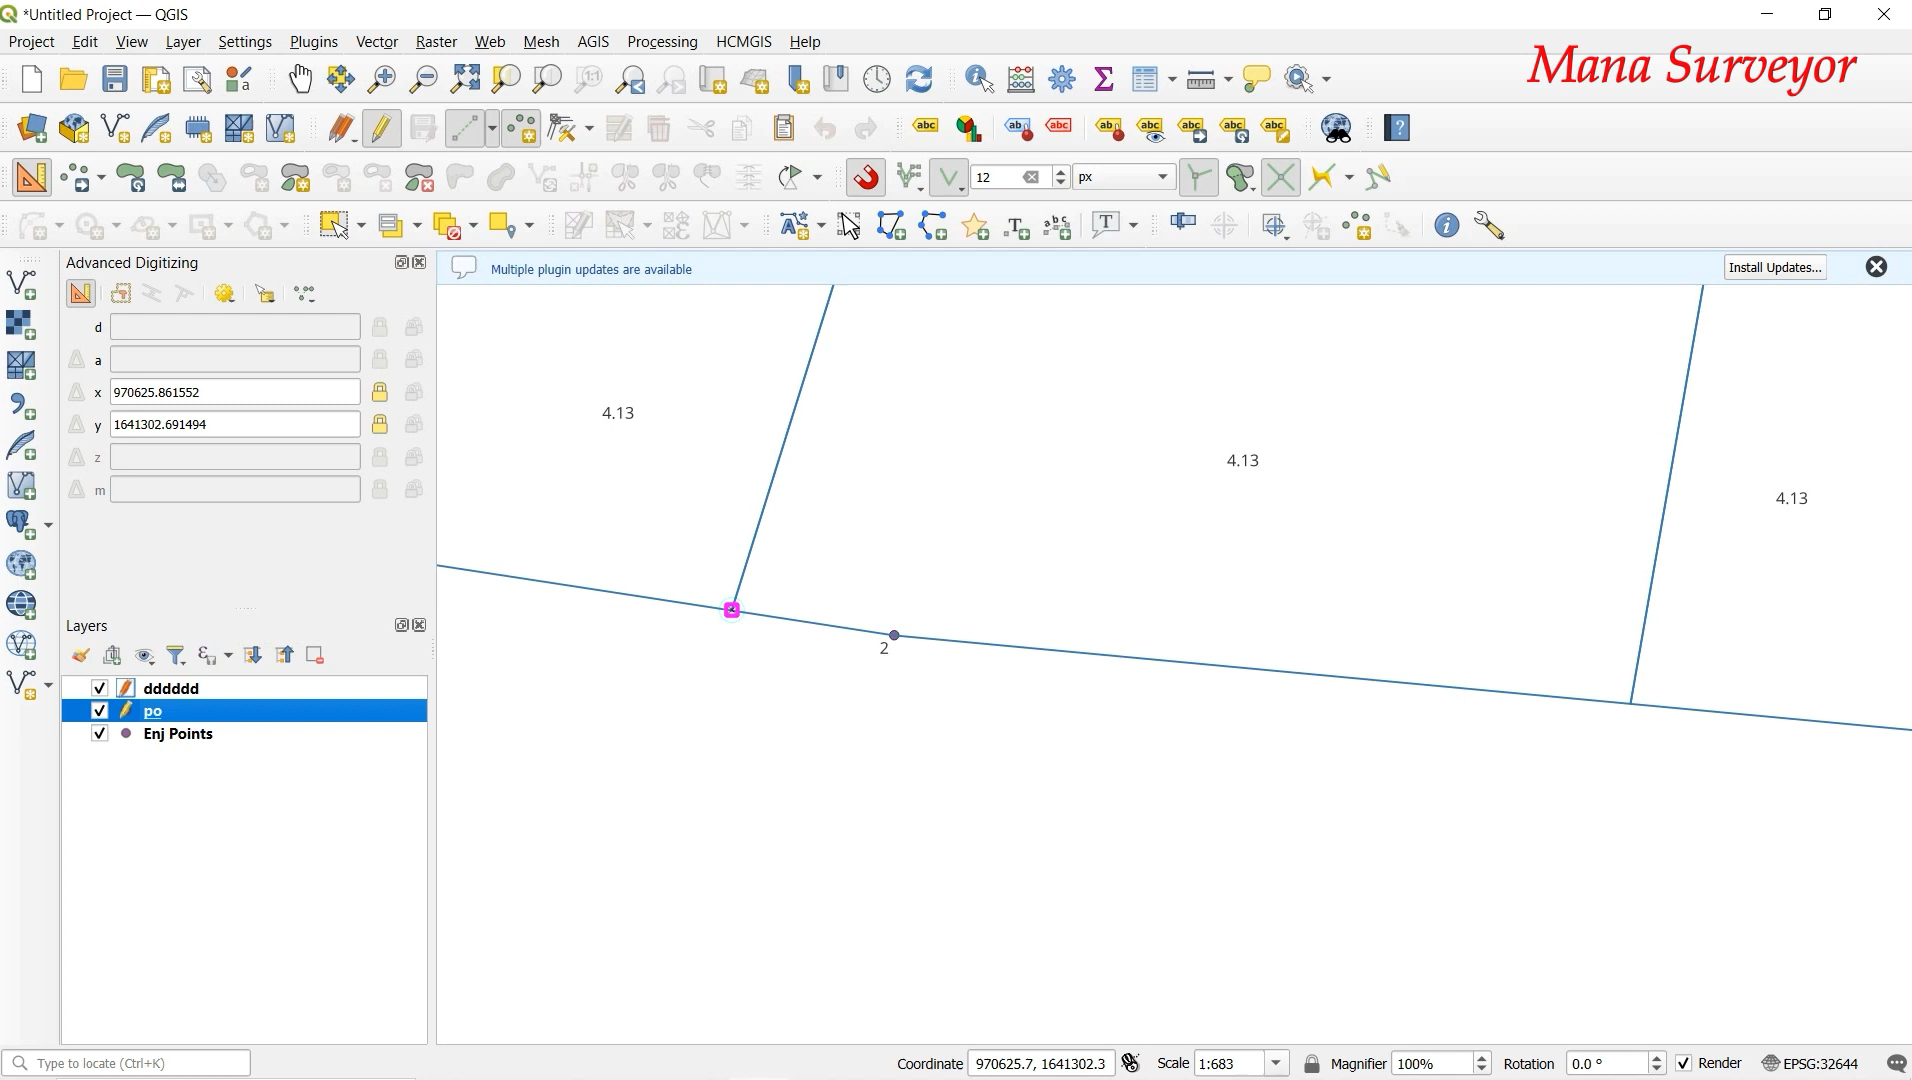 *Untitled Project — QGIS
Project Edit View Layer Settings Plugins Vector Raster Web Mesh AGIS Processing HCMGIS Help
Mana Surveyor
12 px
Advanced Digitizing
Multiple plugin updates are available Install Updates...
d
a
x 970625.861552
y 1641302.691494
z
m
4.13
4.13
4.13
2
Layers
dddddd
po
Enj Points
Type to locate (Ctrl+K) Coordinate 970625.7, 1641302.3 Scale 1:683 Magnifier 100% Rotation 0.0 ° Render EPSG:32644